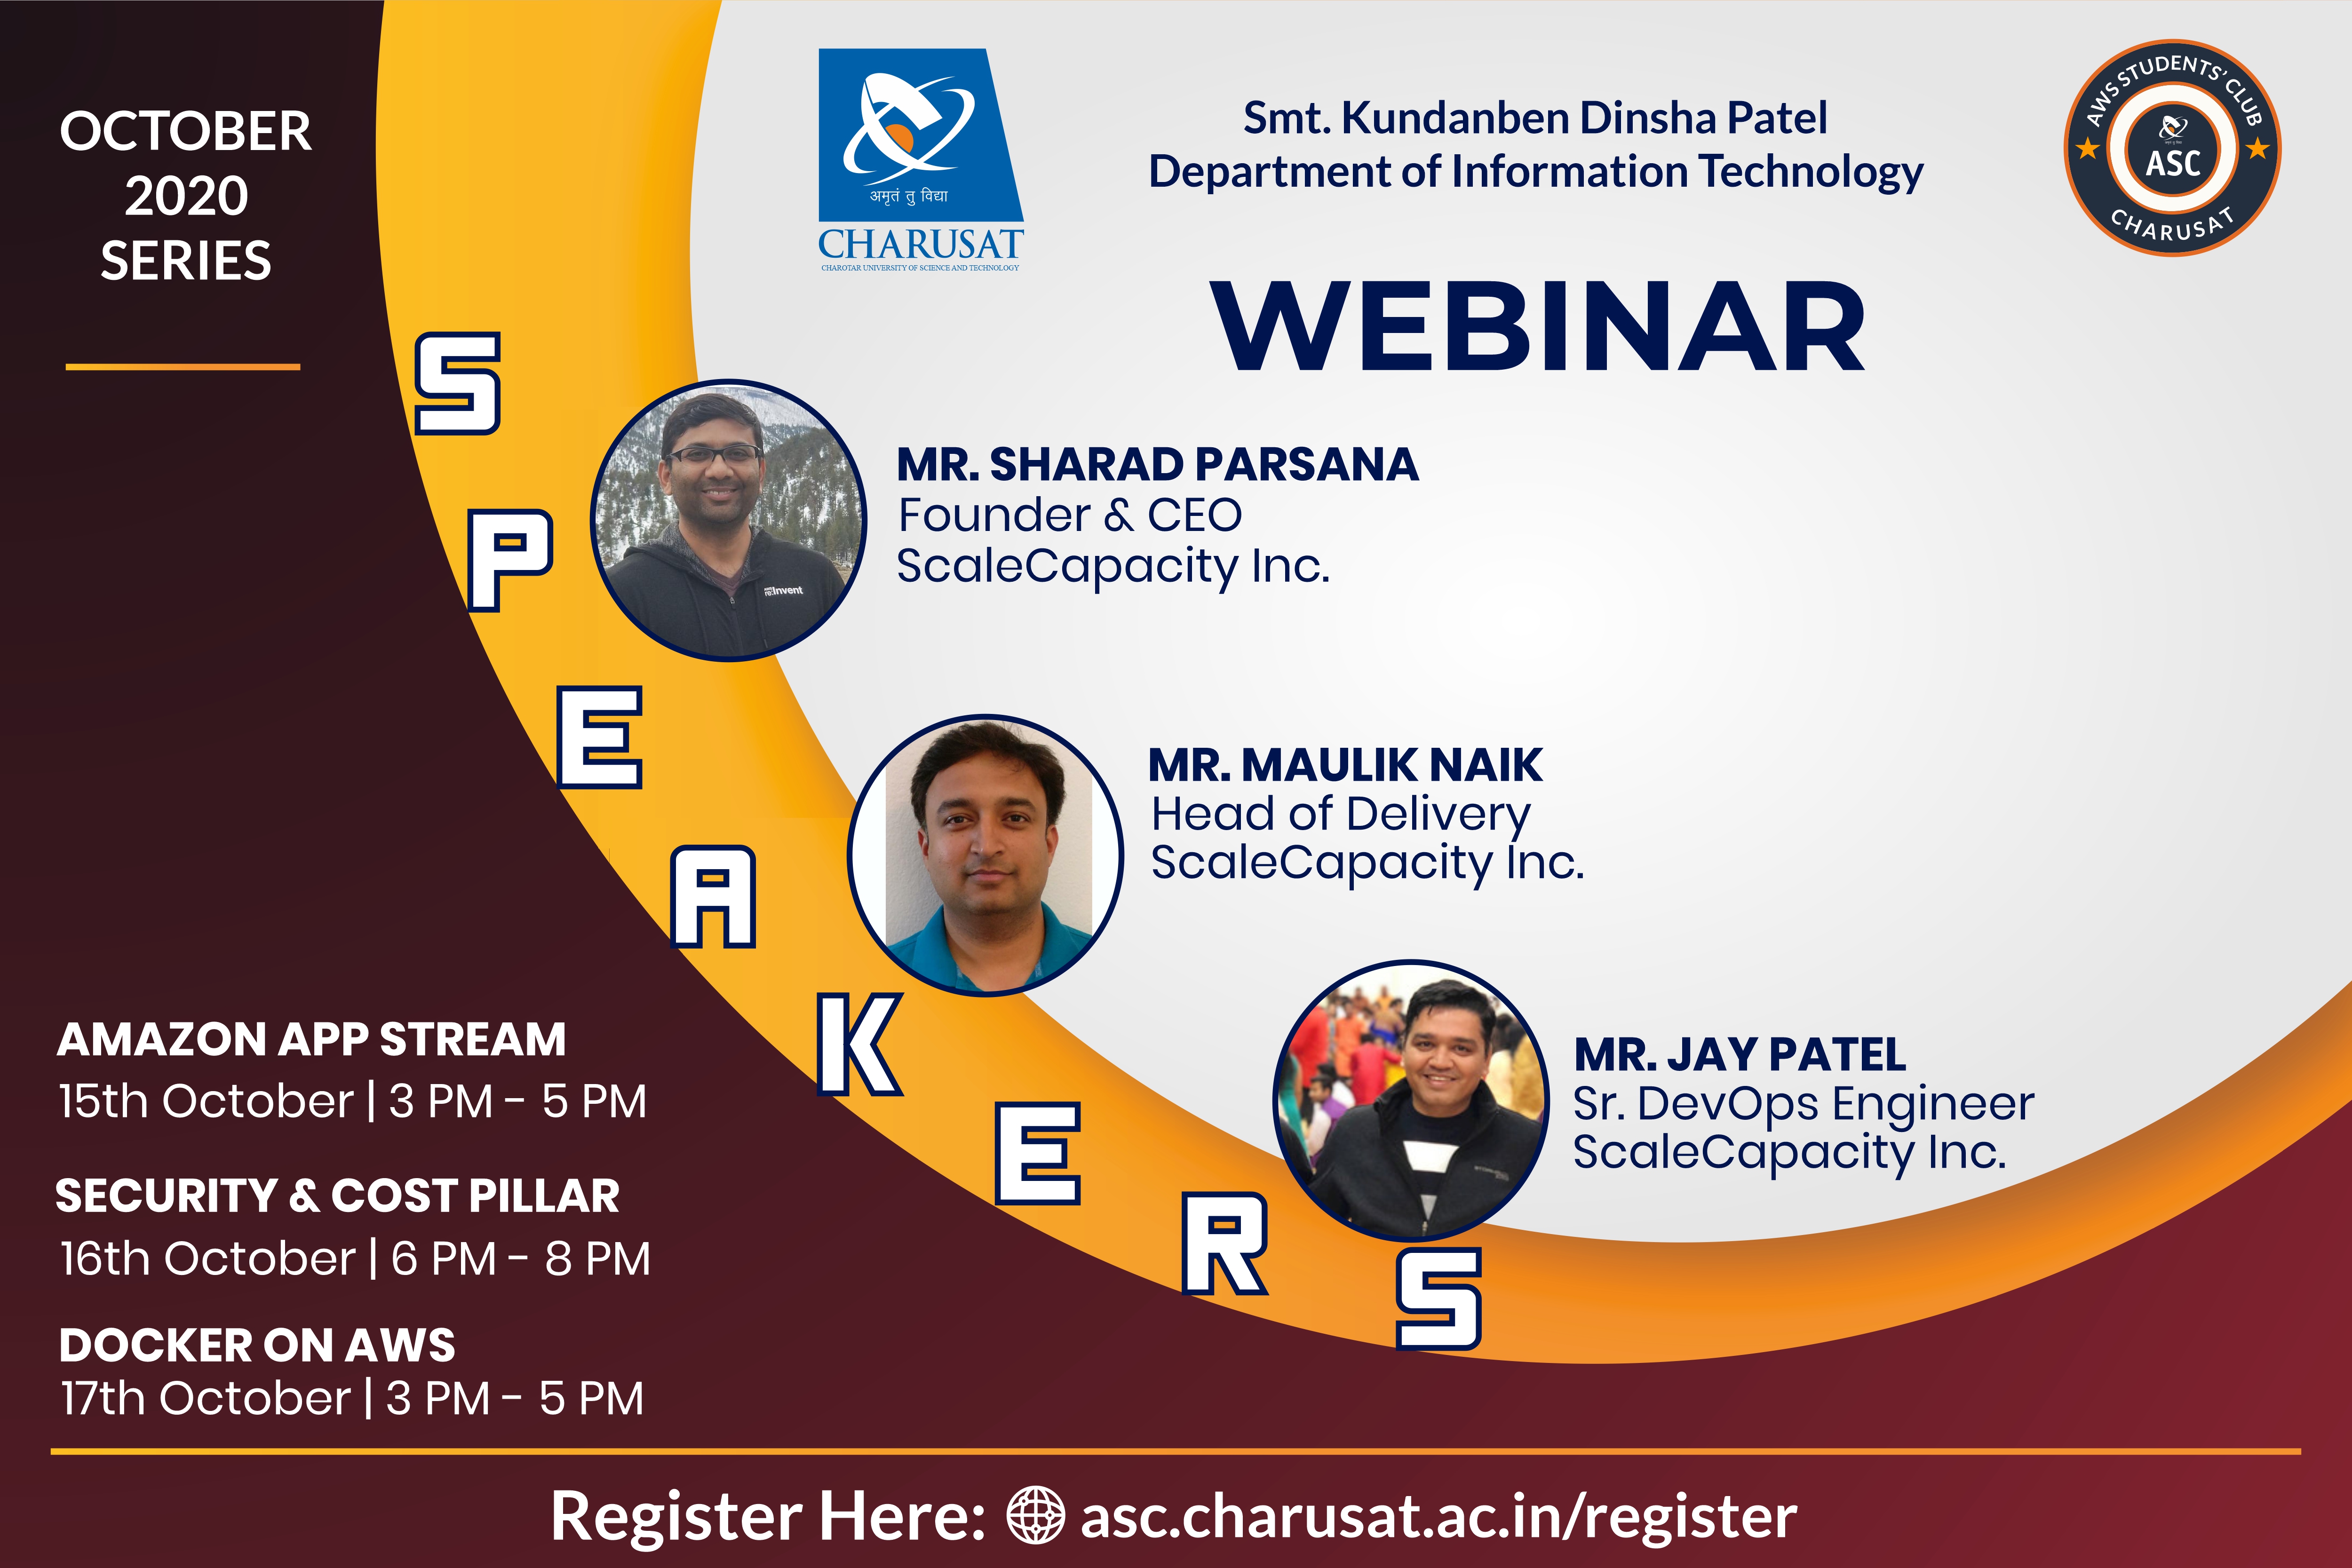 OCTOBER
2020
SERIES
अमृतं तु विद्या
CHARUSAT
CHAROTAR UNIVERSITY OF SCIENCE AND TECHNOLOGY
Smt. Kundanben Dinsha Patel
Department of Information Technology
AWS STUDENTS' CLUB
ASC
CHARUSAT
WEBINAR
SPEAKERS
MR. SHARAD PARSANA
Founder & CEO
ScaleCapacity Inc.
re:Invent
MR. MAULIK NAIK
Head of Delivery
ScaleCapacity Inc.
MR. JAY PATEL
Sr. DevOps Engineer
ScaleCapacity Inc.
AMAZON APP STREAM
15th October | 3 PM - 5 PM
SECURITY & COST PILLAR
16th October | 6 PM - 8 PM
DOCKER ON AWS
17th October | 3 PM - 5 PM
Register Here: asc.charusat.ac.in/register